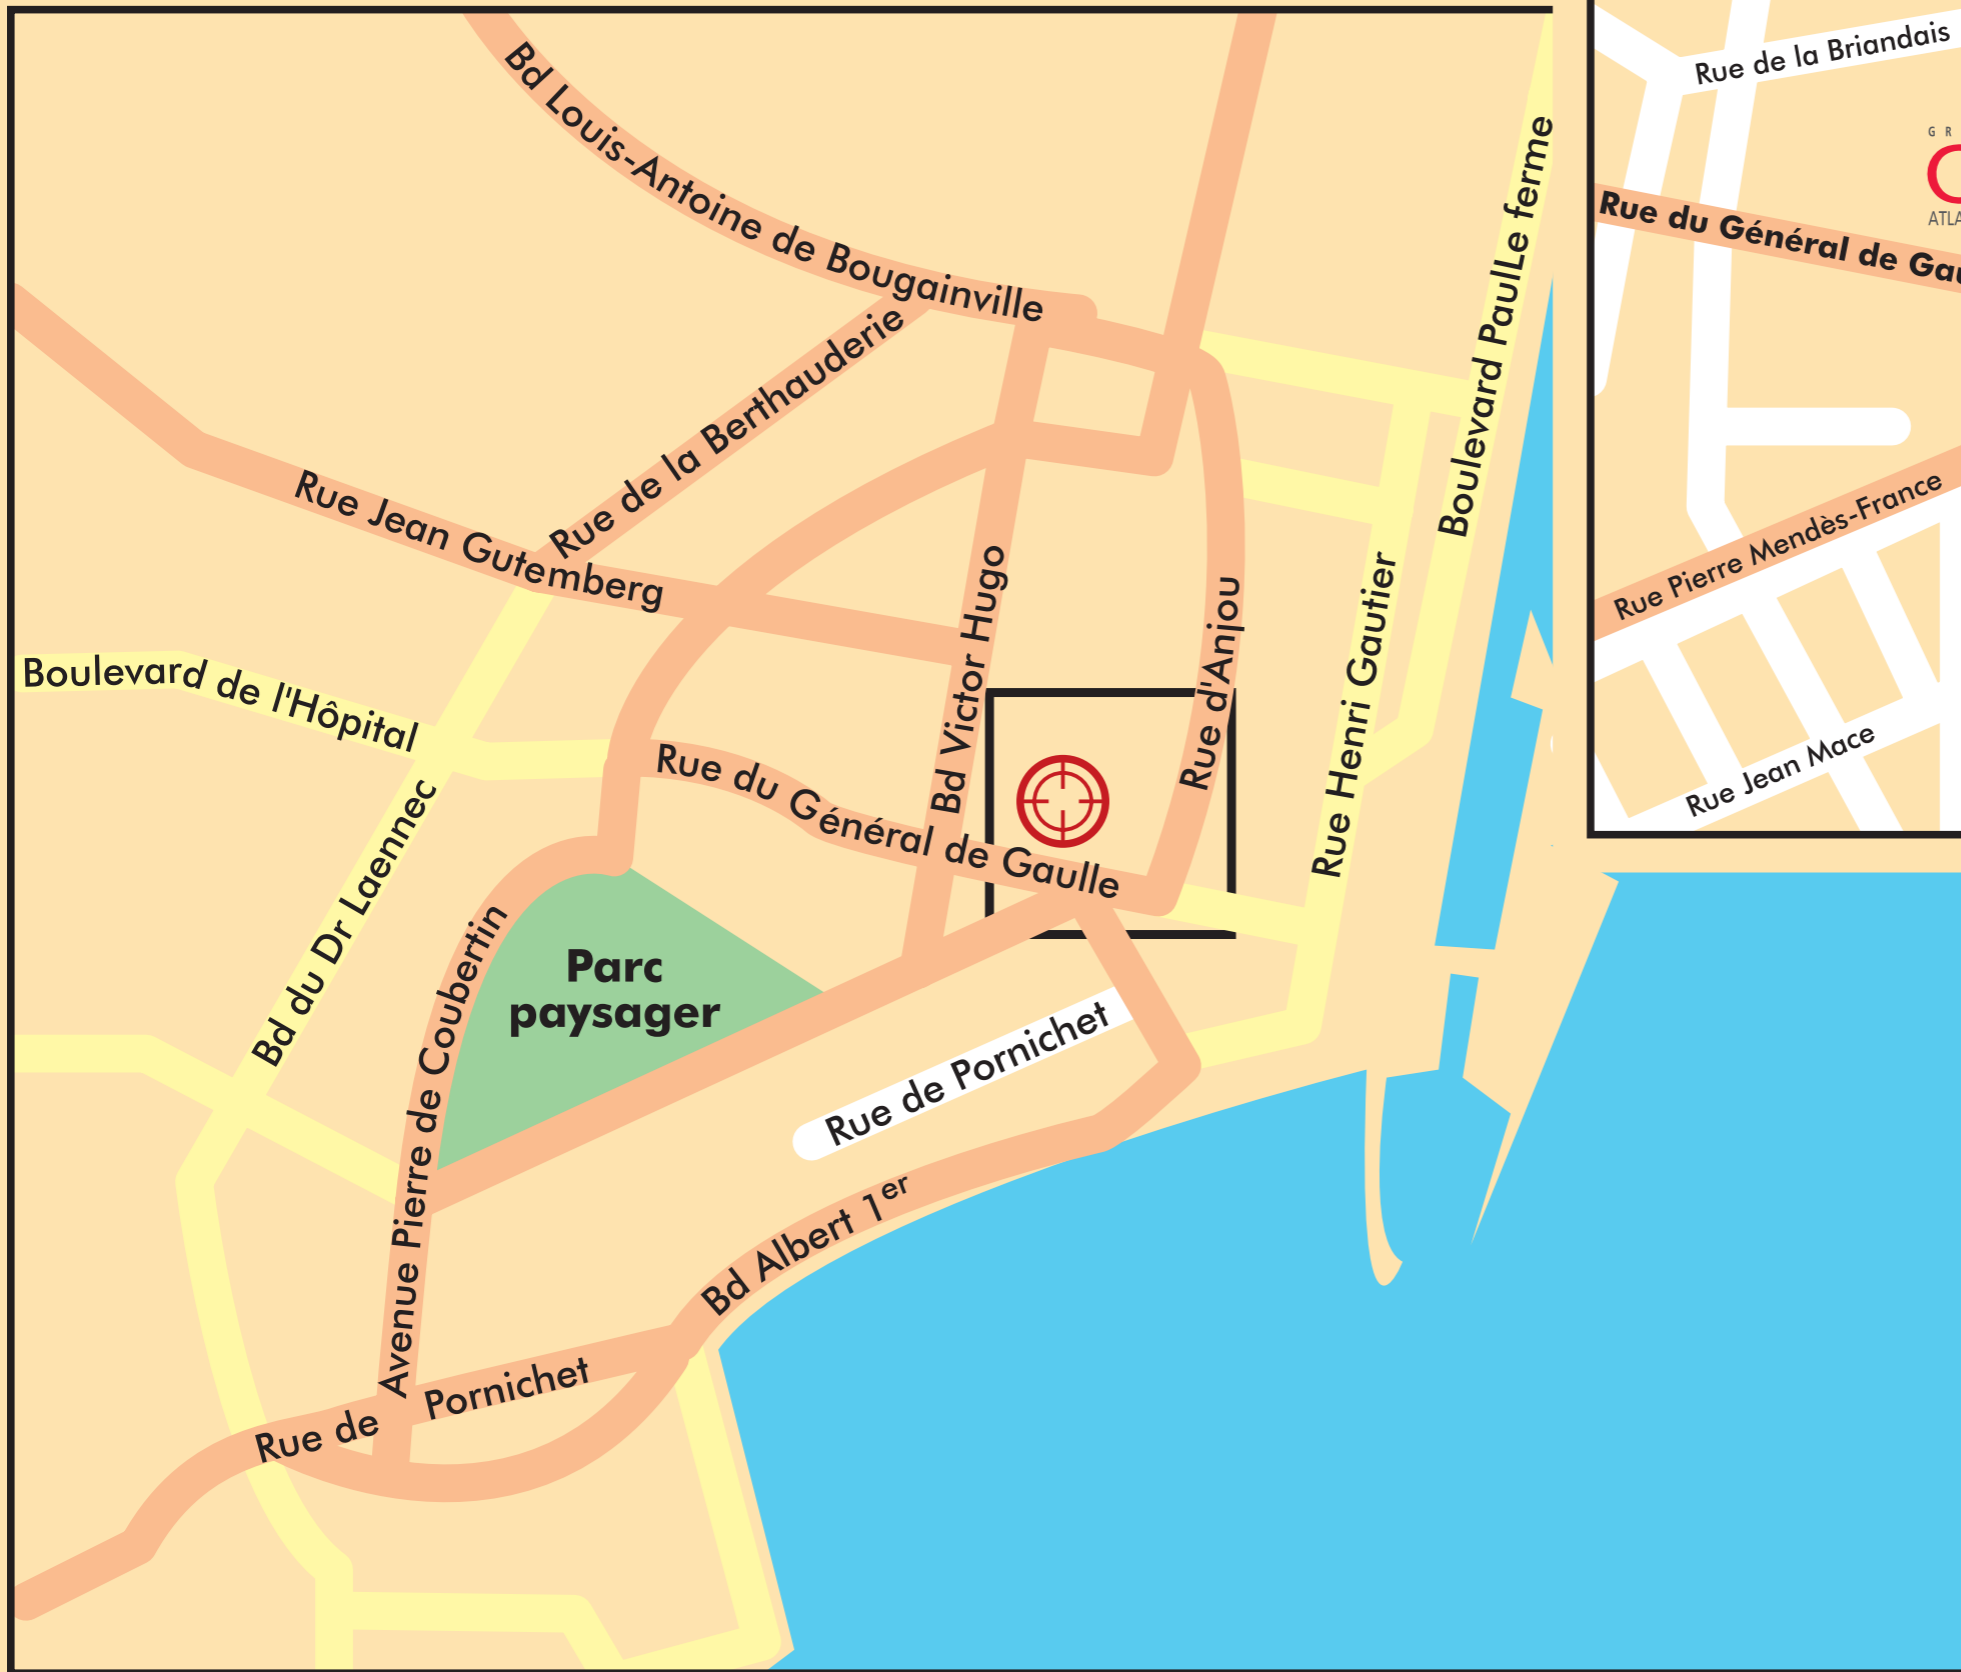 Bd Louis-Antoine de Bougainville
Rue de la Berthauderie
Rue Jean Gutemberg
Boulevard de l'Hôpital
Bd du Dr Laennec
Rue du Général de Gaulle
Bd Victor Hugo
Rue d'Anjou
Rue Henri Gautier
Boulevard PaulLe ferme
Avenue Pierre de Coubertin
Parc
paysager
Rue de Pornichet
Bd Albert 1er
Rue de Pornichet
Rue de la Briandais
G R
ATLA
Rue du Général de Gau
Rue Pierre Mendès-France
Rue Jean Mace